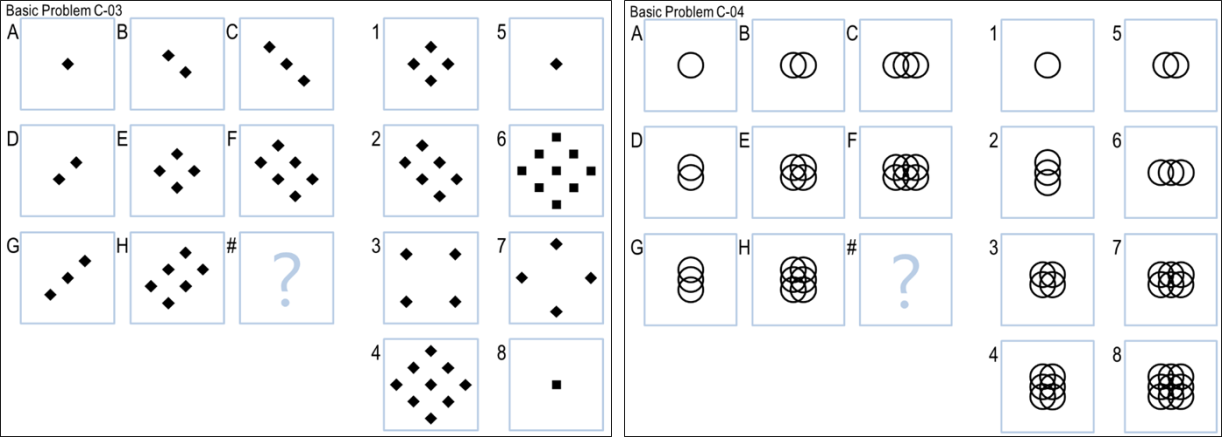 Basic Problem C-03
A B C 1 5
D E F 2 6
G H # ? 3 7
4 8
Basic Problem C-04
A B C 1 5
D E F 2 6
G H # ? 3 7
4 8